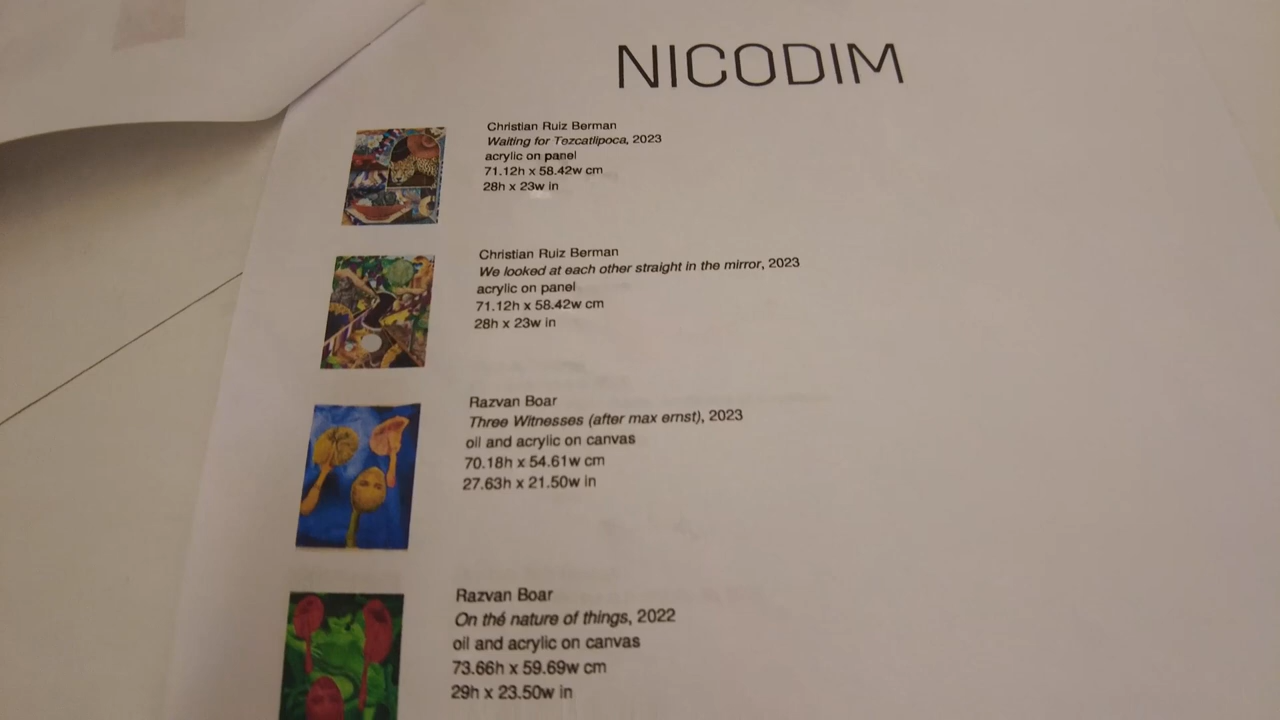 NICODIM
Christian Ruiz Berman
Waiting for Tezcatlipoca, 2023
acrylic on panel
71.12h x 58.42w cm
28h x 23w in
Christian Ruiz Berman
We looked at each other straight in the mirror, 2023
acrylic on panel
71.12h x 58.42w cm
28h x 23w in
Razvan Boar
Three Witnesses (after max ernst), 2023
oil and acrylic on canvas
70.18h x 54.61w cm
27.63h x 21.50w in
Razvan Boar
On thé nature of things, 2022
oil and acrylic on canvas
73.66h x 59.69w cm
29h x 23.50w in